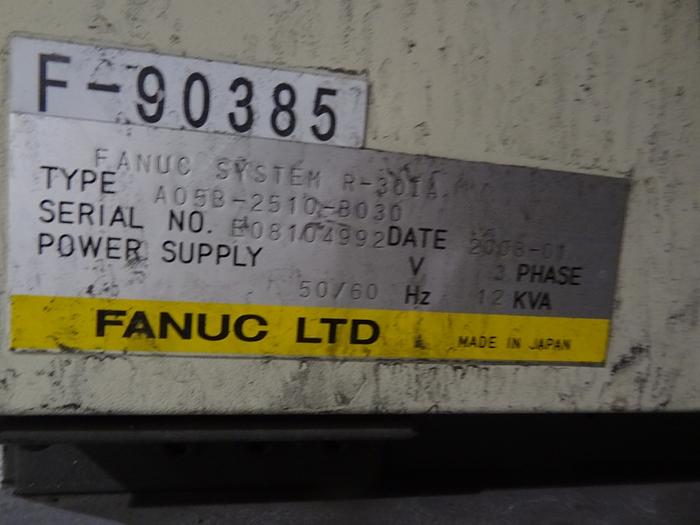 F-90385
FANUC SYSTEM R-30iA
TYPE A05B-2510-B030
SERIAL NO. E08104992 DATE 2008-01
POWER SUPPLY V 3 PHASE
50/60 Hz 12 KVA
FANUC LTD MADE IN JAPAN